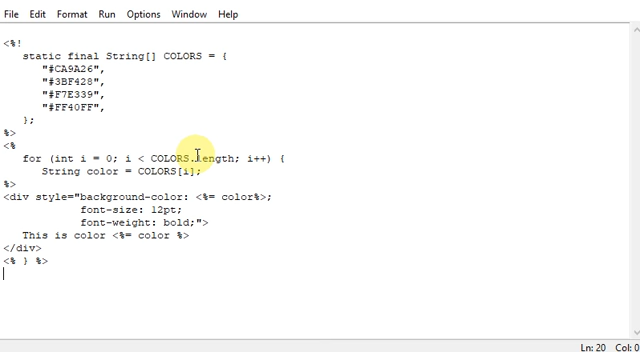 File Edit Format Run Options Window Help
<%!
static final String[] COLORS = {
"#CA9A26",
"#3BF428",
"#F7E339",
"#FF40FF",
};
%>
<%
for (int i = 0; i < COLORS.length; i++) {
String color = COLORS[i];
%>
<div style="background-color: <%= color%>;
font-size: 12pt;
font-weight: bold;">
This is color <%= color %>
</div>
<% } %>
Ln: 20 Col: 0